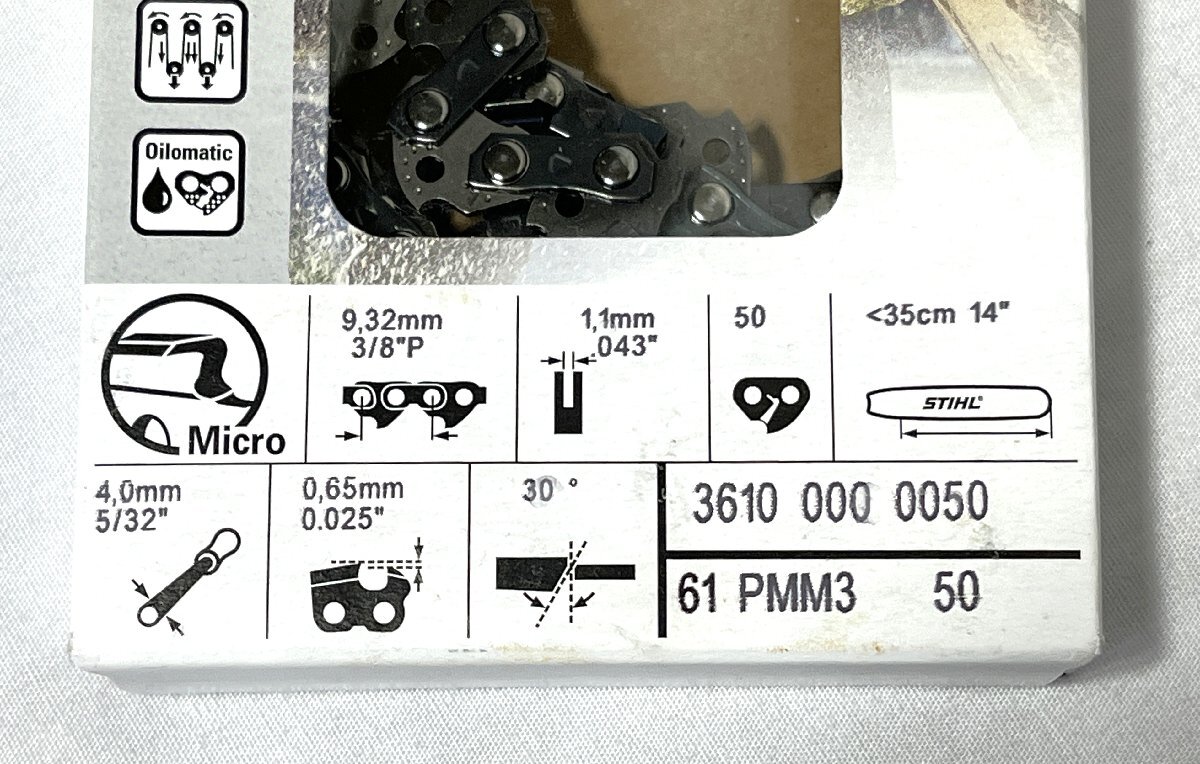 Oilomatic
Micro
9,32mm
3/8"P
1,1mm
.043"
50
<35cm 14"
STIHL®
4,0mm
5/32"
0,65mm
0.025"
30 °
3610 000 0050
61 PMM3 50